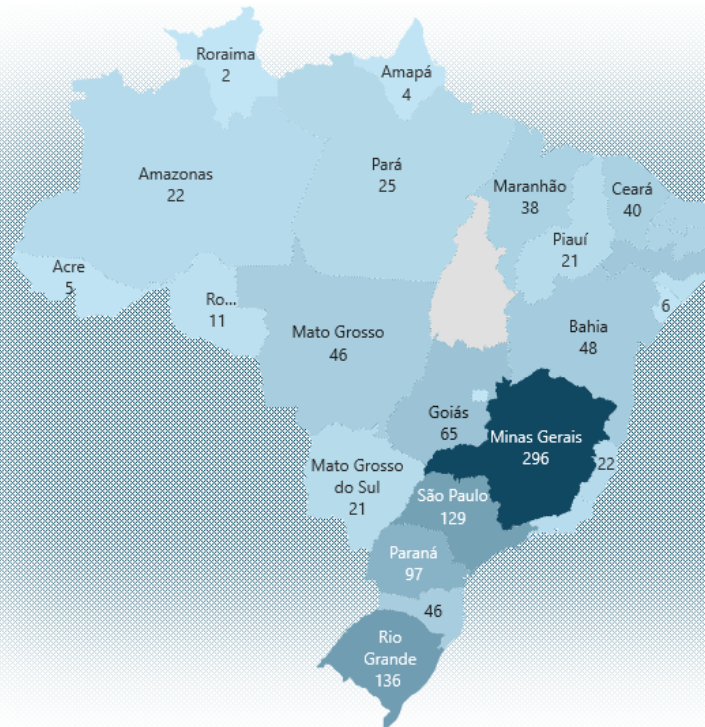 Roraima
2
Amapá
4
Amazonas
22
Pará
25
Maranhão
38
Ceará
40
Piauí
21
Acre
5
Ro...
11
Mato Grosso
46
Bahia
48
6
Goiás
65
Minas Gerais
296
22
Mato Grosso
do Sul
21
São Paulo
129
Paraná
97
46
Rio
Grande
136